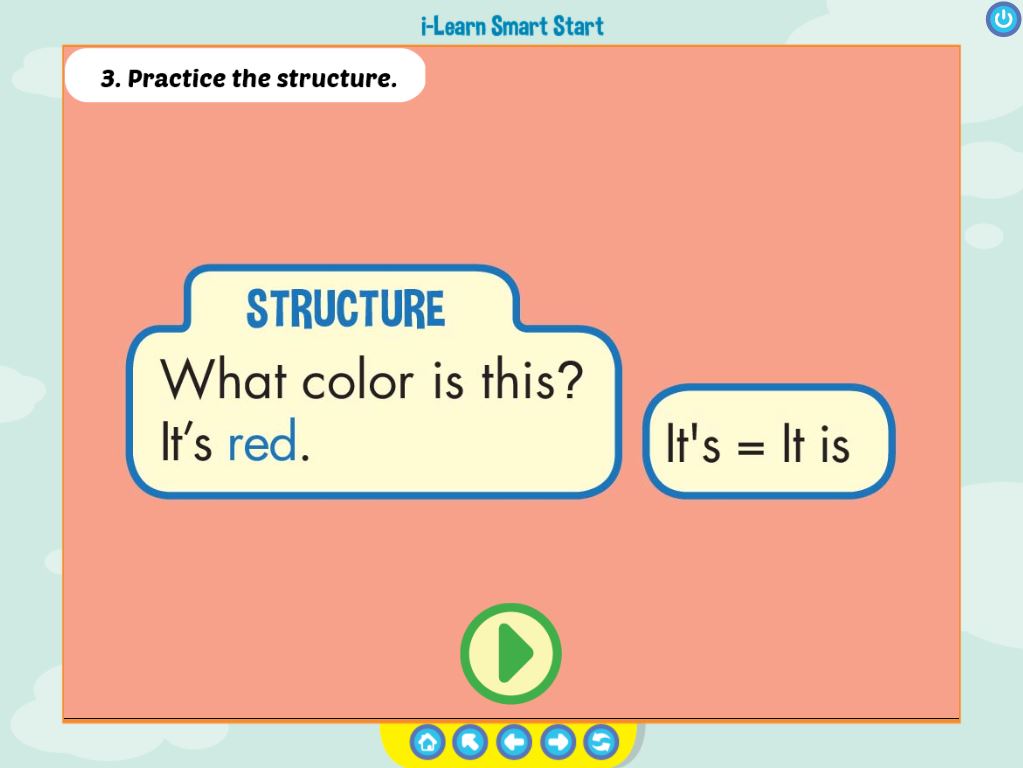 i-Learn Smart Start
3. Practice the structure.
STRUCTURE
What color is this?
It’s red.
It's = It is